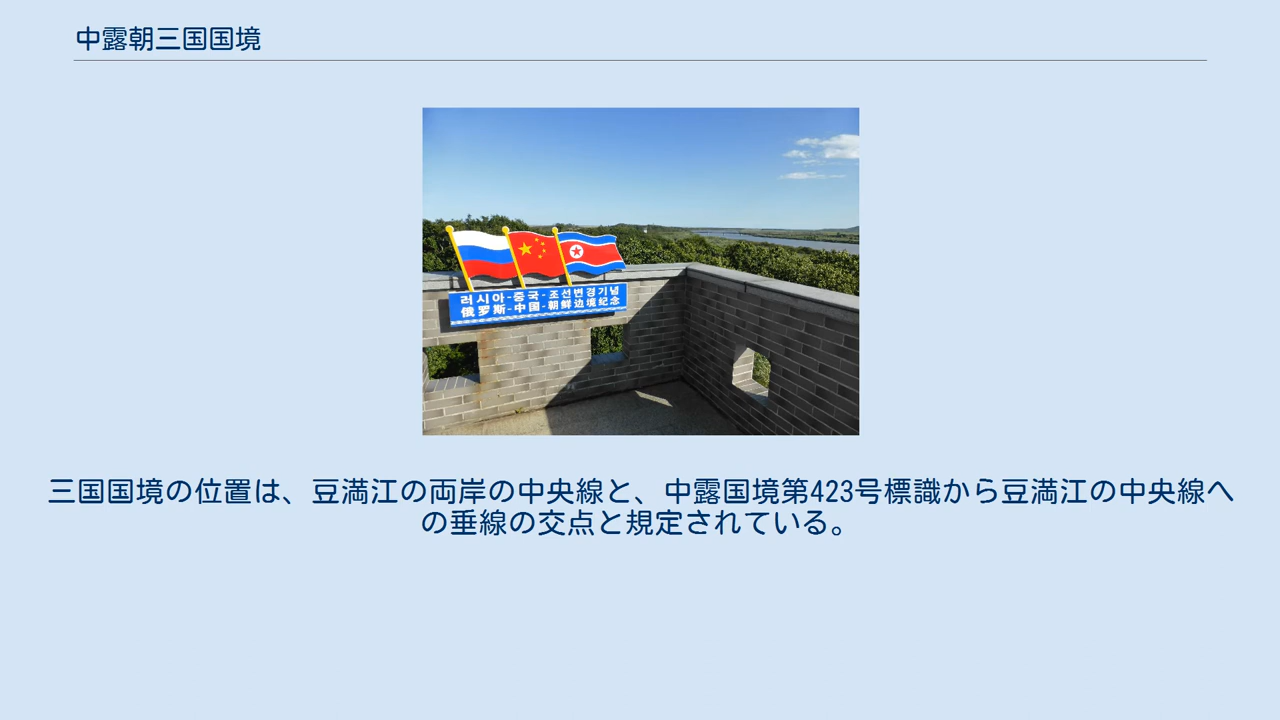 中露朝三国国境
러시아-중국-조선변경기념
俄罗斯-中国-朝鲜边境纪念
三国国境の位置は、豆満江の両岸の中央線と、中露国境第423号標識から豆満江の中央線へ
の垂線の交点と規定されている。